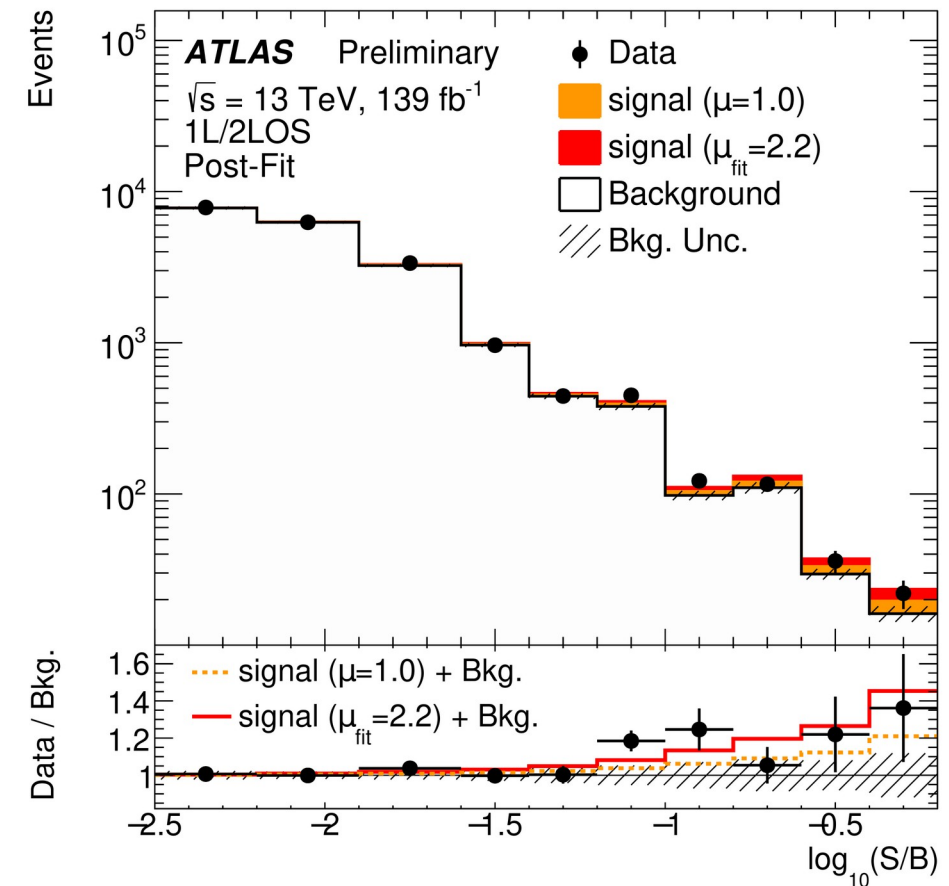 Events
10⁵
10⁴
10³
10²
ATLAS Preliminary
√s = 13 TeV, 139 fb⁻¹
1L/2LOS
Post-Fit
Data
signal (μ=1.0)
signal (μfit=2.2)
Background
Bkg. Unc.
Data / Bkg.
1.6
1.4
1.2
1
signal (μ=1.0) + Bkg.
signal (μfit=2.2) + Bkg.
−2.5 −2 −1.5 −1 −0.5
log₁₀(S/B)